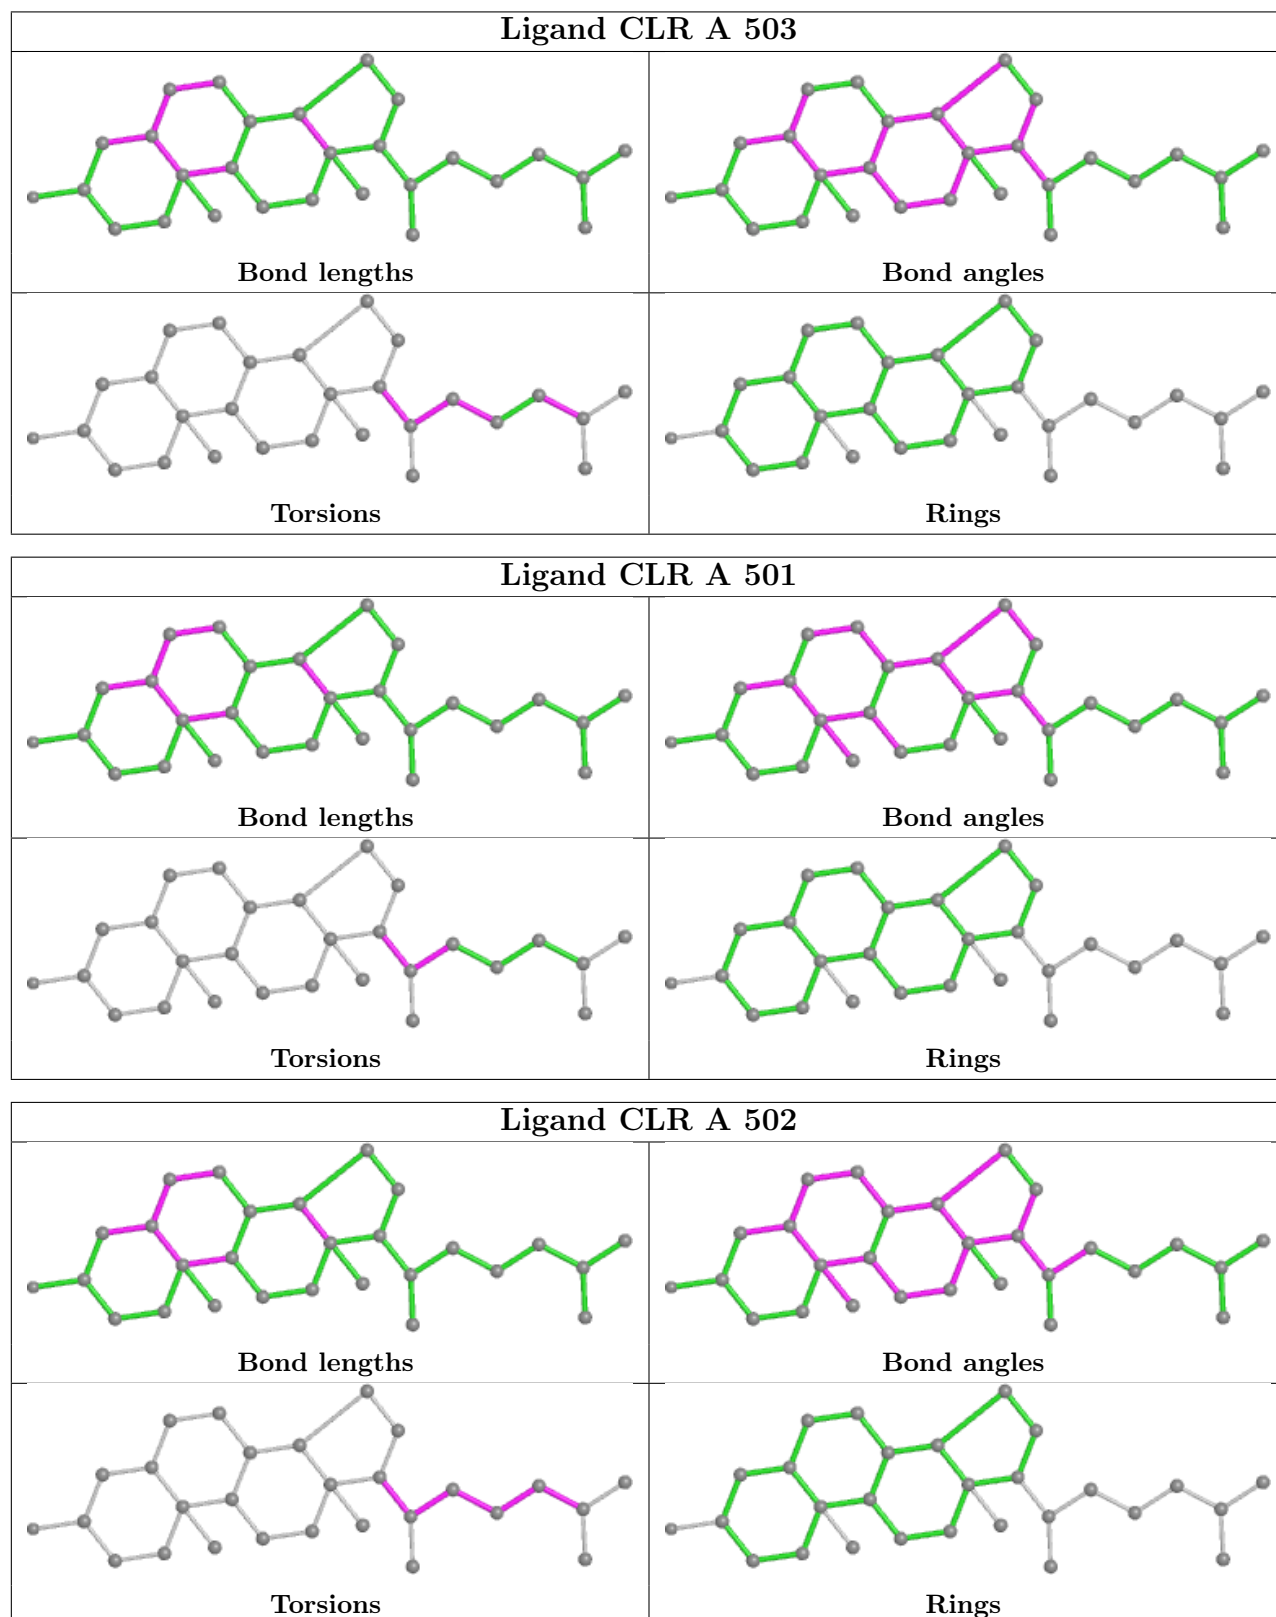 Ligand CLR A 503
Bond lengths
Bond angles
Torsions
Rings
Ligand CLR A 501
Bond lengths
Bond angles
Torsions
Rings
Ligand CLR A 502
Bond lengths
Bond angles
Torsions
Rings